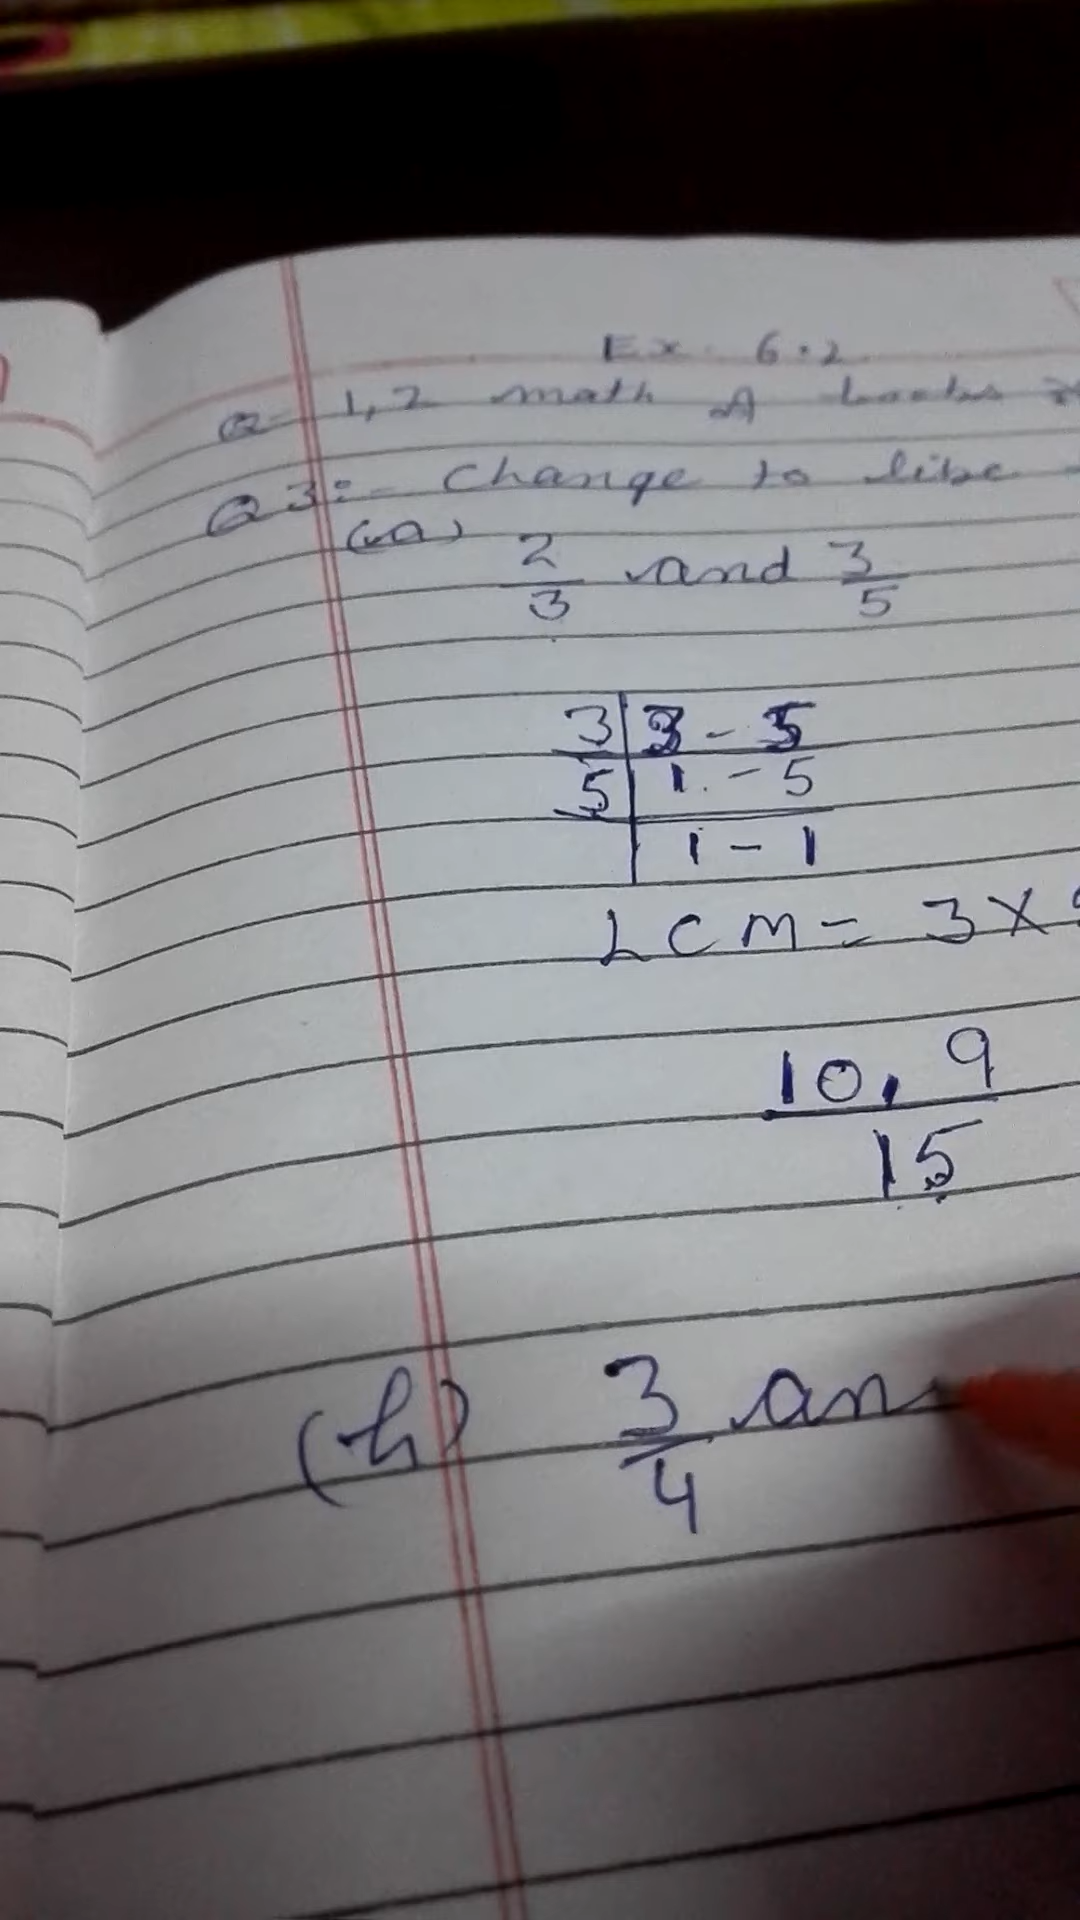 Ex. 6.2
Q-1,2 math
Q3:- Change to like
(a)
2/3 and 3/5
3 | 3 - 5
5 | 1 - 5
1 - 1
LCM = 3 X
10, 9
15
(b) 3/4 an